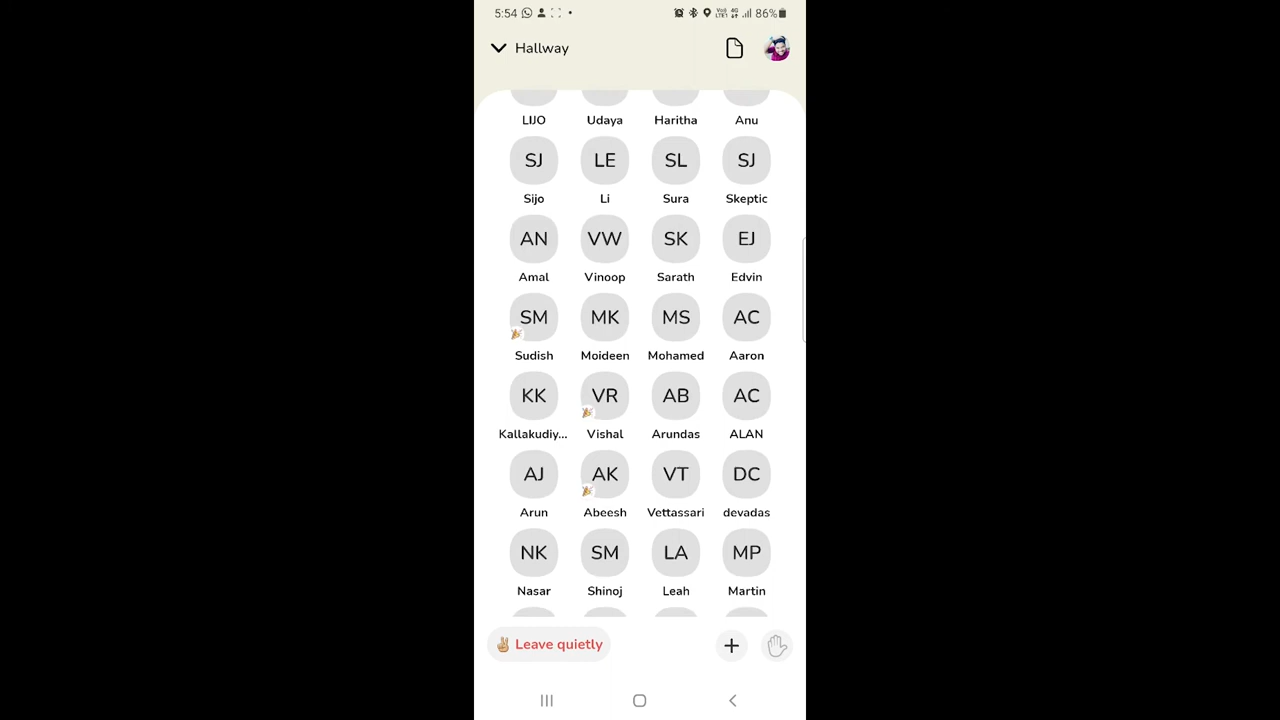 5:54 Vo) 4G LTE1 86%
Hallway
LIJO Udaya Haritha Anu
SJ LE SL SJ
Sijo Li Sura Skeptic
AN VW SK EJ
Amal Vinoop Sarath Edvin
SM MK MS AC
Sudish Moideen Mohamed Aaron
KK VR AB AC
Kallakudiy... Vishal Arundas ALAN
AJ AK VT DC
Arun Abeesh Vettassari devadas
NK SM LA MP
Nasar Shinoj Leah Martin
Leave quietly